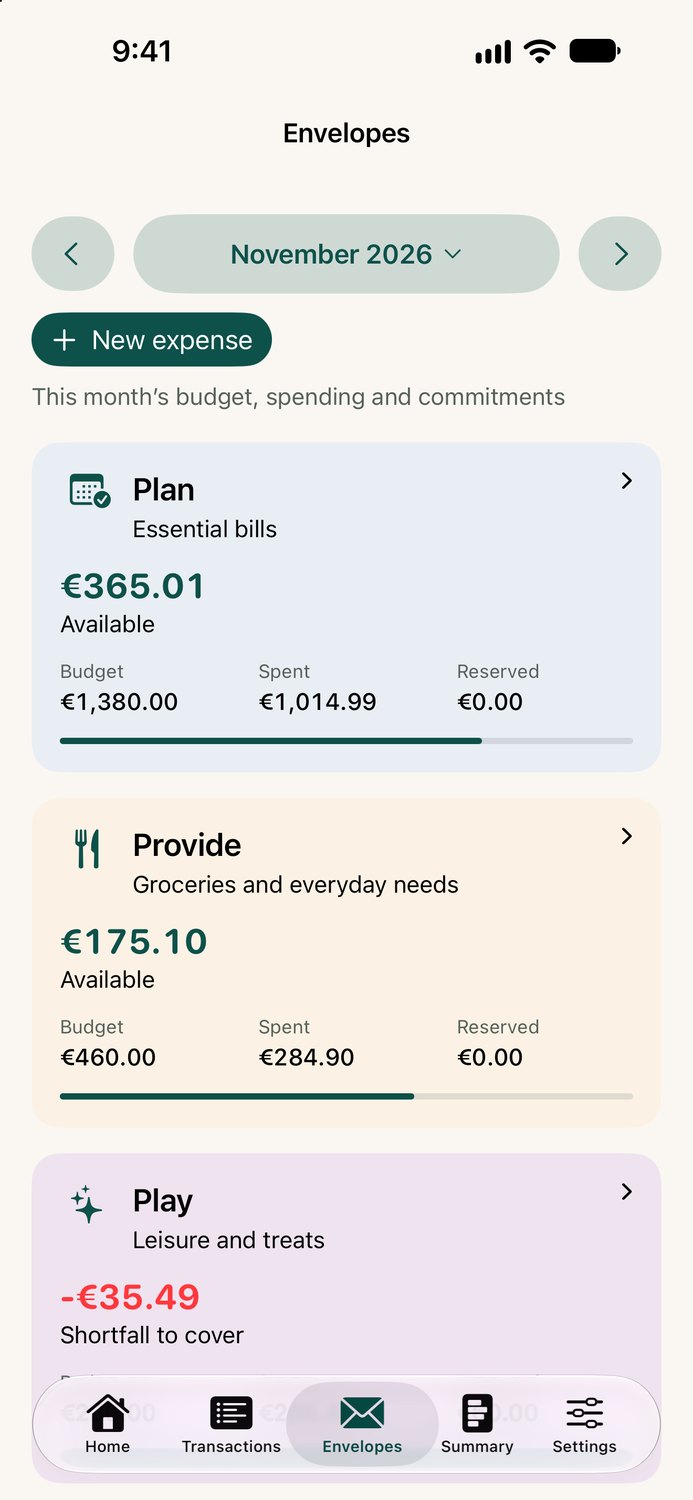 9:41
Envelopes
November 2026
+ New expense
This month’s budget, spending and commitments
Plan
Essential bills
€365.01
Available
Budget Spent Reserved
€1,380.00 €1,014.99 €0.00
Provide
Groceries and everyday needs
€175.10
Available
Budget Spent Reserved
€460.00 €284.90 €0.00
Play
Leisure and treats
-€35.49
Shortfall to cover
Home Transactions Envelopes Summary Settings